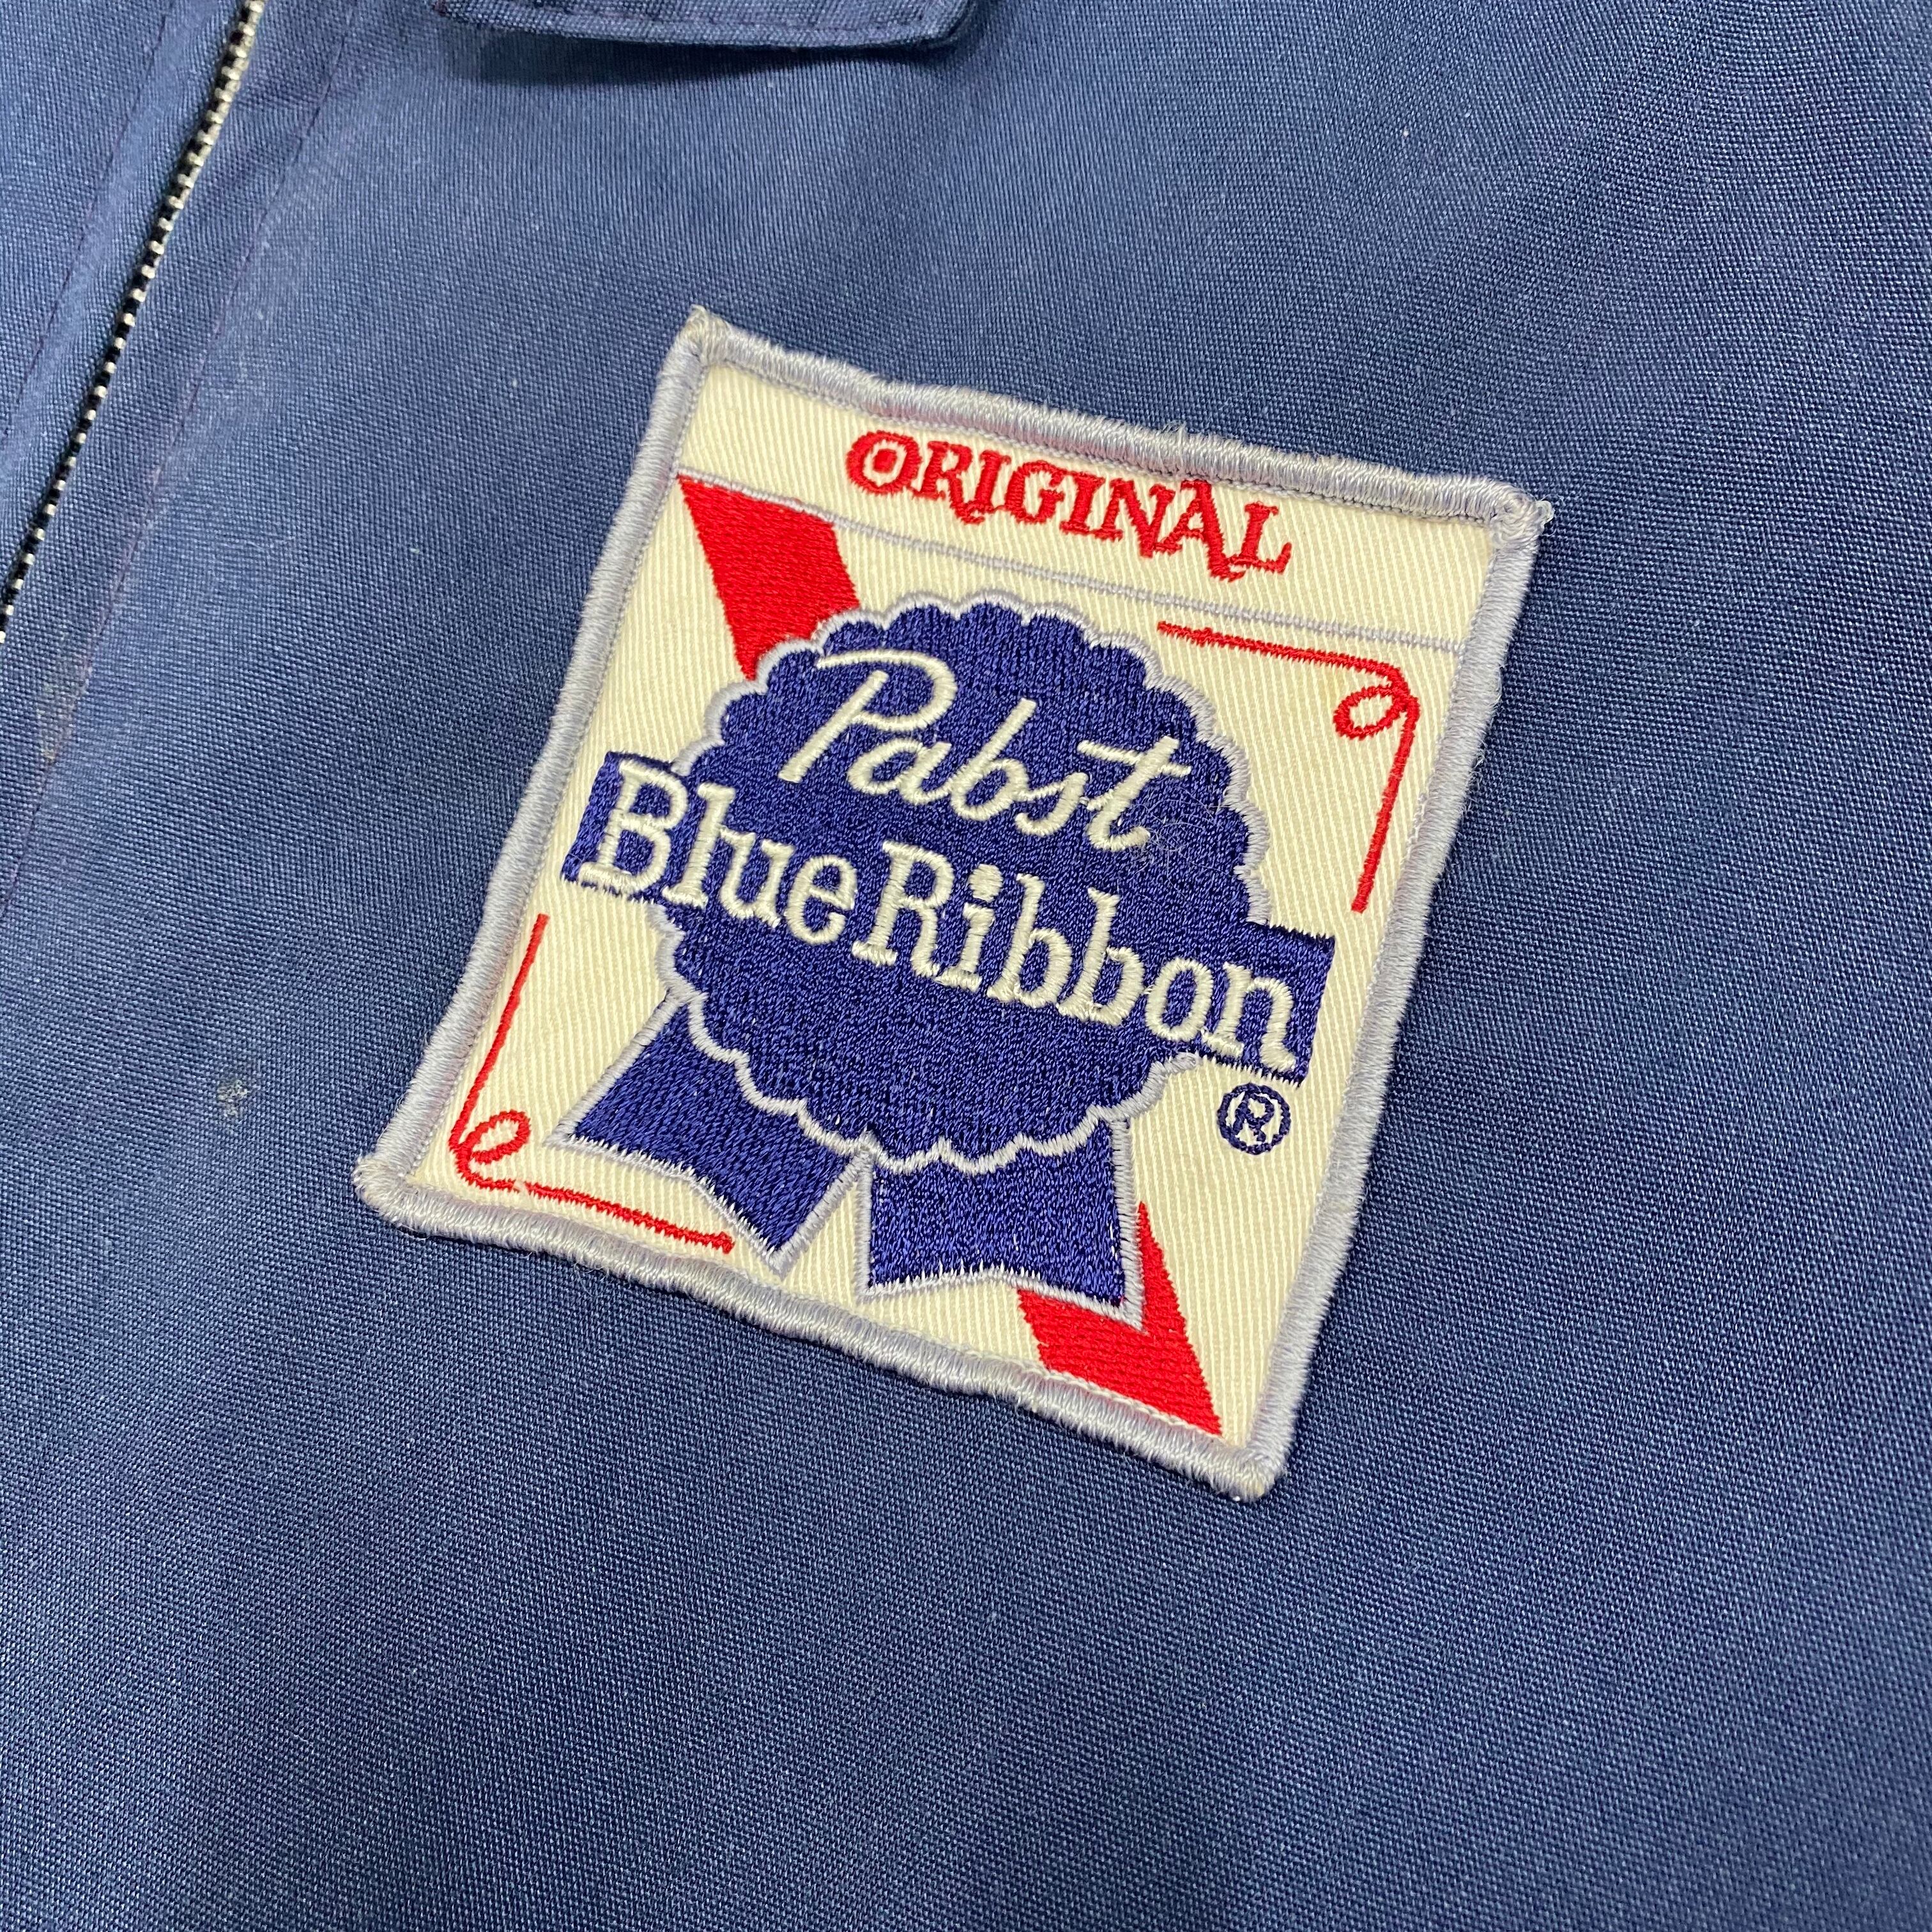 ORIGINAL
Pabst
Blue Ribbon
®